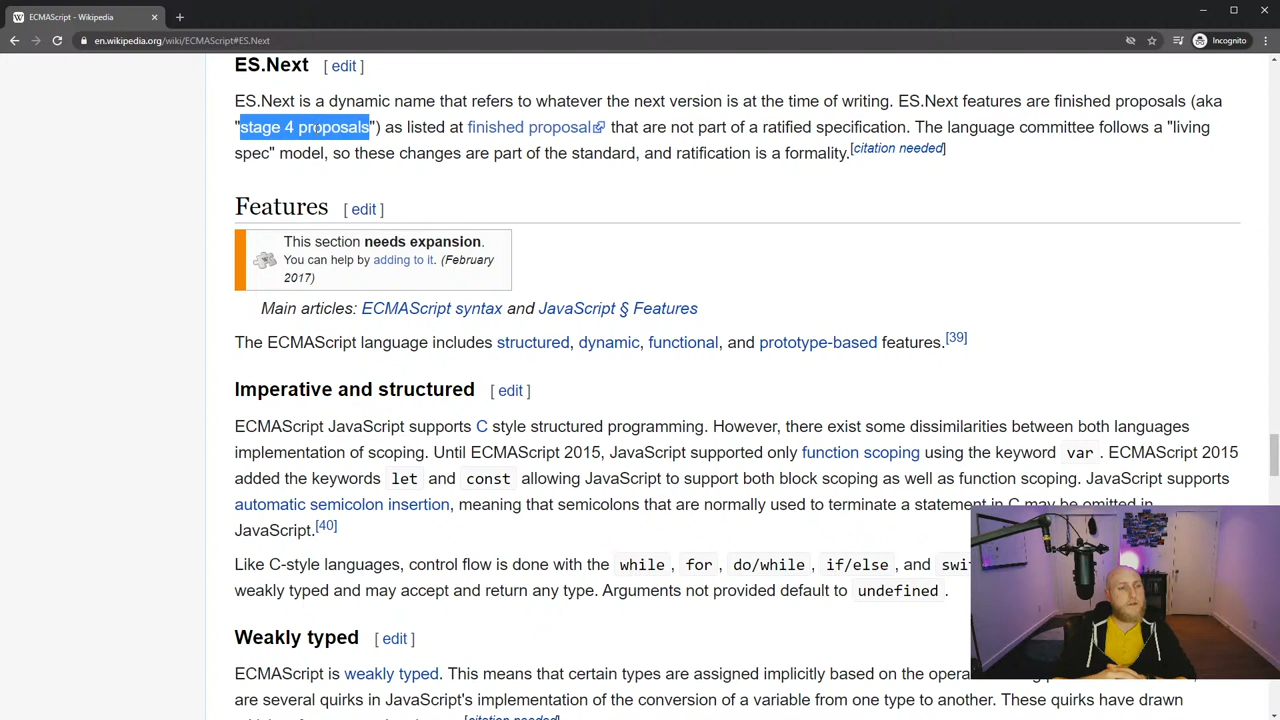 ECMAScript - Wikipedia
en.wikipedia.org/wiki/ECMAScript#ES.Next
Incognito
ES.Next [ edit ]
ES.Next is a dynamic name that refers to whatever the next version is at the time of writing. ES.Next features are finished proposals (aka
"stage 4 proposals") as listed at finished proposal that are not part of a ratified specification. The language committee follows a "living
spec" model, so these changes are part of the standard, and ratification is a formality.[citation needed]
Features [ edit ]
This section needs expansion.
You can help by adding to it. (February
2017)
Main articles: ECMAScript syntax and JavaScript § Features
The ECMAScript language includes structured, dynamic, functional, and prototype-based features.[39]
Imperative and structured [ edit ]
ECMAScript JavaScript supports C style structured programming. However, there exist some dissimilarities between both languages
implementation of scoping. Until ECMAScript 2015, JavaScript supported only function scoping using the keyword var . ECMAScript 2015
added the keywords let and const allowing JavaScript to support both block scoping as well as function scoping. JavaScript supports
automatic semicolon insertion, meaning that semicolons that are normally used to terminate a statement in C may be omitted in
JavaScript.[40]
Like C-style languages, control flow is done with the while , for , do/while , if/else , and
weakly typed and may accept and return any type. Arguments not provided default to undefined .
Weakly typed [ edit ]
ECMAScript is weakly typed. This means that certain types are assigned implicitly based on the
are several quirks in JavaScript's implementation of the conversion of a variable from one type to another. These quirks have drawn
[citation needed]